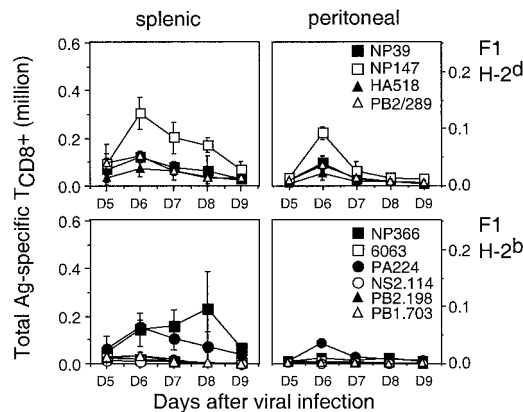 splenic
peritoneal
Total Ag-specific TCD8+ (million)
0.6
0.4
0.2
0.0
D5 D6 D7 D8 D9
NP39
NP147
HA518
PB2/289
D5 D6 D7 D8 D9
0.2
0.1
0.0
F1
H-2d
0.6
0.4
0.2
0.0
D5 D6 D7 D8 D9
NP366
6063
PA224
NS2.114
PB2.198
PB1.703
D5 D6 D7 D8 D9
0.2
0.1
0.0
F1
H-2b
Days after viral infection